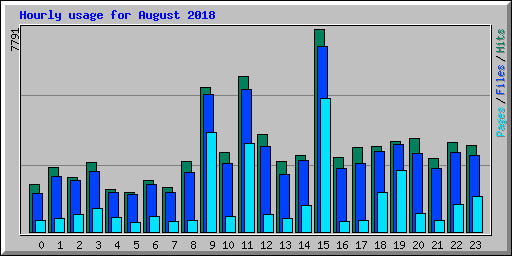 Hourly usage for August 2018
7791
Pages / Files / Hits
0 1 2 3 4 5 6 7 8 9 10 11 12 13 14 15 16 17 18 19 20 21 22 23